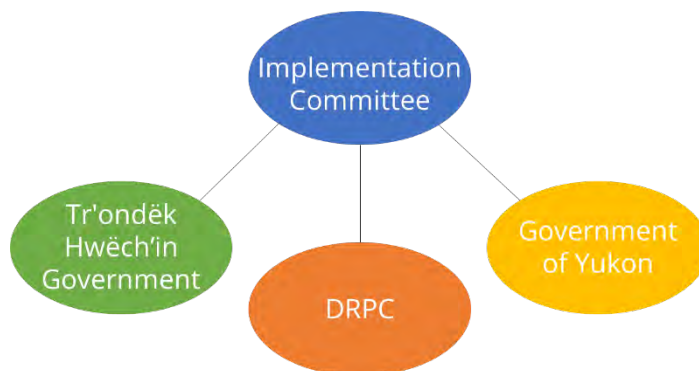 Implementation
Committee
Tr'ondëk
Hwëch’in
Government
DRPC
Government
of Yukon